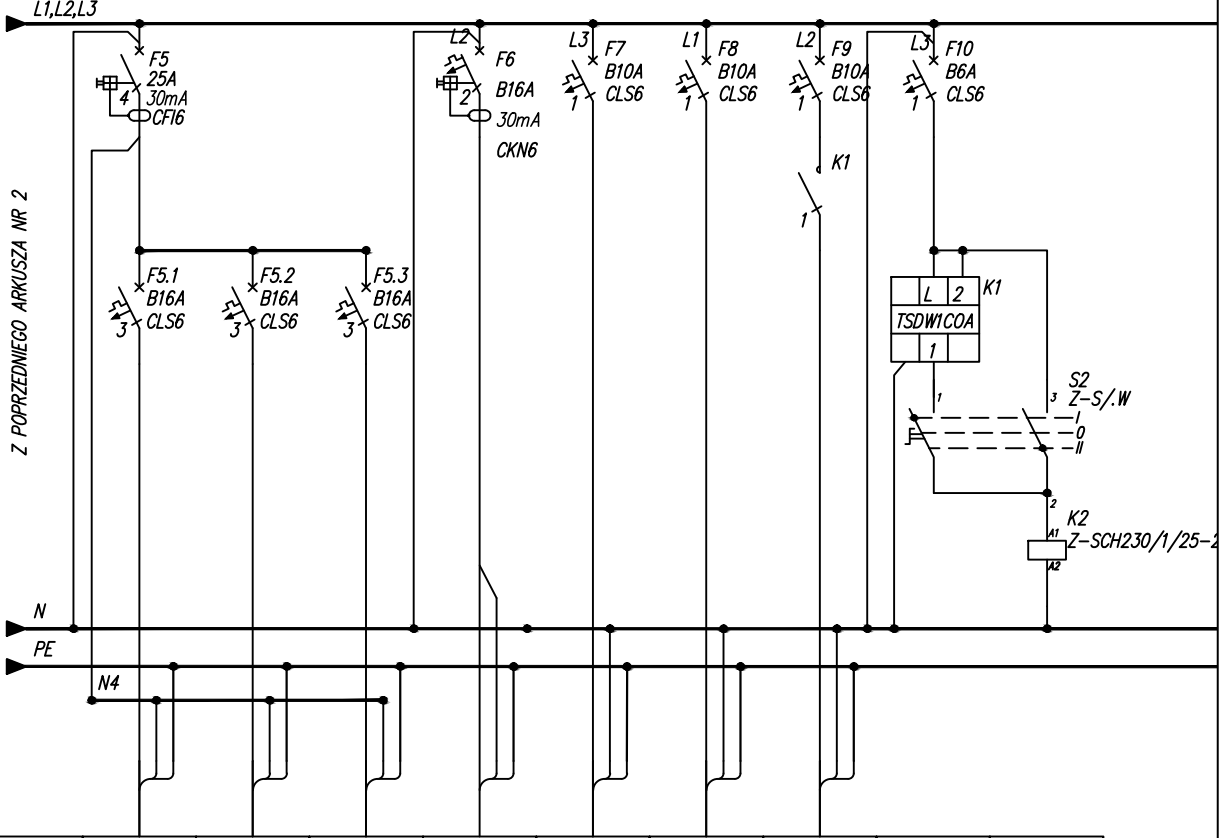 L1,L2,L3
Z POPRZEDNIEGO ARKUSZA NR 2
F5
25A
4
30mA
CFI6
L2
F6
B16A
2
30mA
CKN6
L3
F7
B10A
CLS6
1
L1
F8
B10A
CLS6
1
L2
F9
B10A
CLS6
1
K1
1
L3
F10
B6A
CLS6
1
F5.1
B16A
CLS6
3
F5.2
B16A
CLS6
3
F5.3
B16A
CLS6
3
L 2
K1
TSDW1COA
1
S2
Z-S/.W
1
3
I
0
II
2
K2
A1
Z-SCH230/1/25-2
A2
N
PE
N4